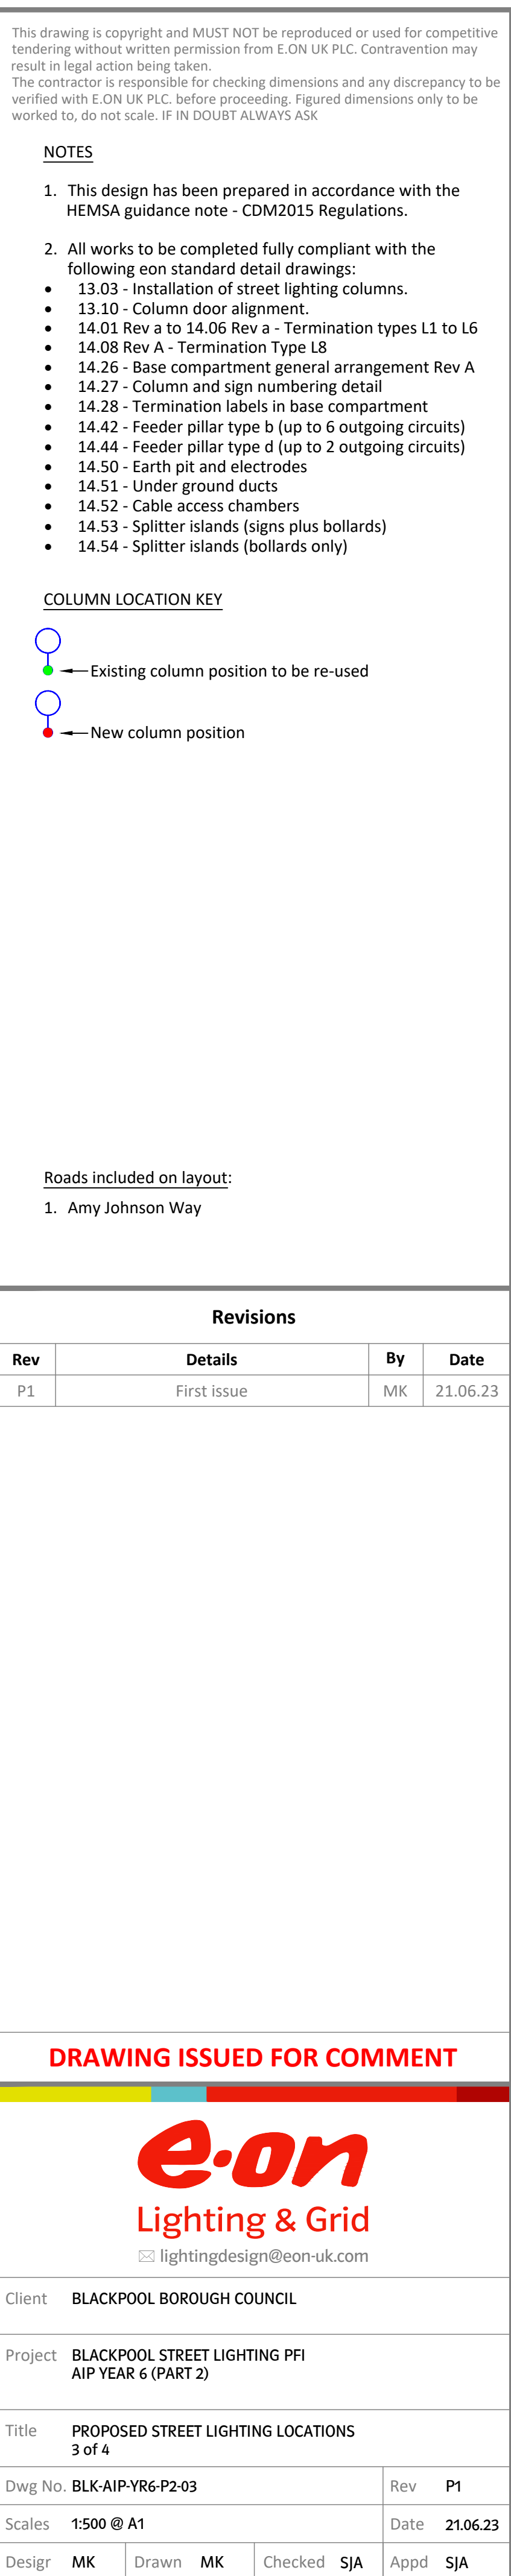 This drawing is copyright and MUST NOT be reproduced or used for competitive
tendering without written permission from E.ON UK PLC. Contravention may
result in legal action being taken.
The contractor is responsible for checking dimensions and any discrepancy to be
verified with E.ON UK PLC. before proceeding. Figured dimensions only to be
worked to, do not scale. IF IN DOUBT ALWAYS ASK
NOTES
1. This design has been prepared in accordance with the
HEMSA guidance note - CDM2015 Regulations.
2. All works to be completed fully compliant with the
following eon standard detail drawings:
• 13.03 - Installation of street lighting columns.
• 13.10 - Column door alignment.
• 14.01 Rev a to 14.06 Rev a - Termination types L1 to L6
• 14.08 Rev A - Termination Type L8
• 14.26 - Base compartment general arrangement Rev A
• 14.27 - Column and sign numbering detail
• 14.28 - Termination labels in base compartment
• 14.42 - Feeder pillar type b (up to 6 outgoing circuits)
• 14.44 - Feeder pillar type d (up to 2 outgoing circuits)
• 14.50 - Earth pit and electrodes
• 14.51 - Under ground ducts
• 14.52 - Cable access chambers
• 14.53 - Splitter islands (signs plus bollards)
• 14.54 - Splitter islands (bollards only)
COLUMN LOCATION KEY
Existing column position to be re-used
New column position
Roads included on layout:
1. Amy Johnson Way
Revisions
Rev Details By Date
P1 First issue MK 21.06.23
DRAWING ISSUED FOR COMMENT
e·on
Lighting & Grid
lightingdesign@eon-uk.com
Client BLACKPOOL BOROUGH COUNCIL
Project BLACKPOOL STREET LIGHTING PFI
AIP YEAR 6 (PART 2)
Title PROPOSED STREET LIGHTING LOCATIONS
3 of 4
Dwg No. BLK-AIP-YR6-P2-03 Rev P1
Scales 1:500 @ A1 Date 21.06.23
Desigr MK Drawn MK Checked SJA Appd SJA